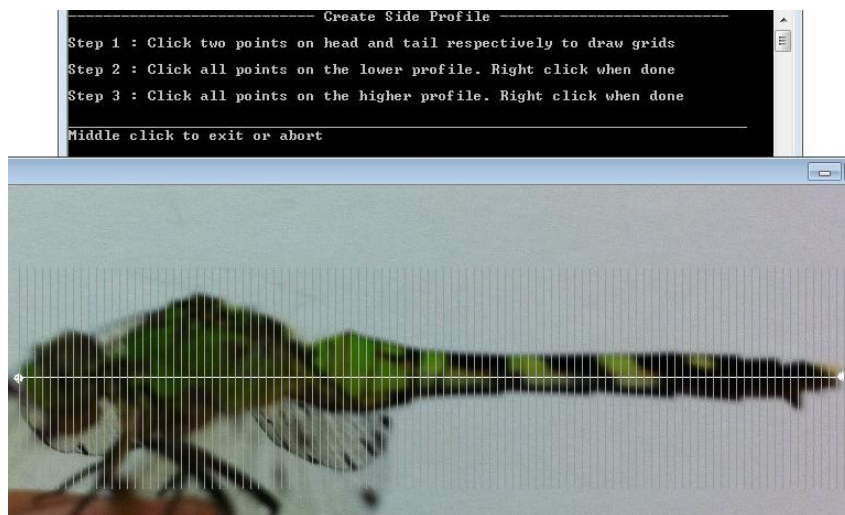 ---------------------------- Create Side Profile --------------------------
Step 1 : Click two points on head and tail respectively to draw grids
Step 2 : Click all points on the lower profile. Right click when done
Step 3 : Click all points on the higher profile. Right click when done
Middle click to exit or abort